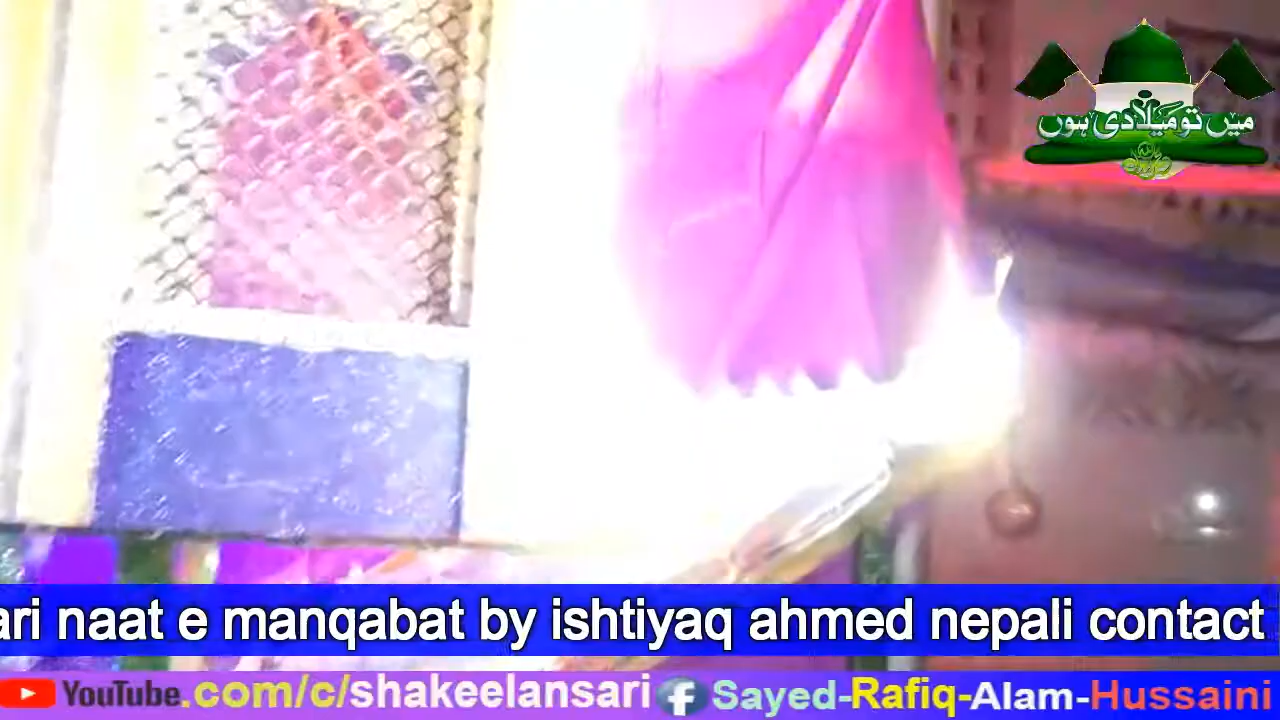 میں تو میلادی ہوں
ari naat e manqabat by ishtiyaq ahmed nepali contact
YouTube.com/c/shakeelansari f Sayed-Rafiq-Alam-Hussaini